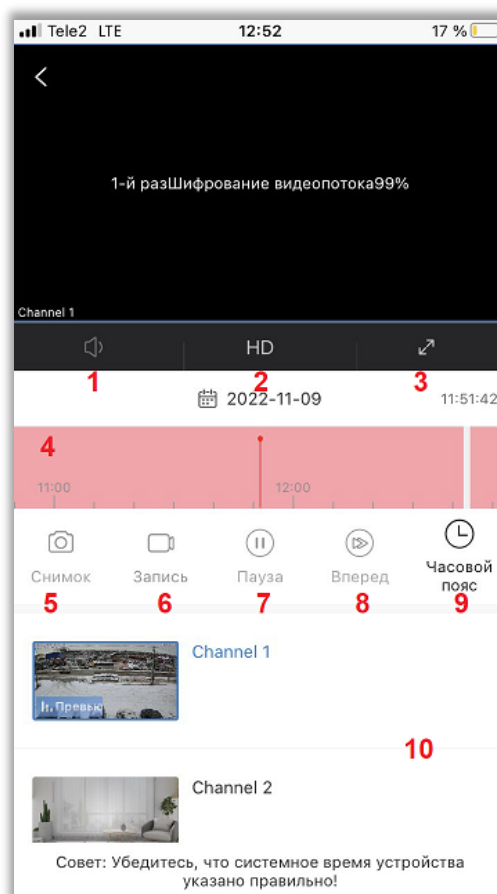 Tele2 LTE 12:52 17 %
1-й разШифрование видеопотока99%
Channel 1
HD
1 2 3
2022-11-09 11:51:42
4
11:00 12:00
Снимок Запись Пауза Вперед Часовой пояс
5 6 7 8 9
Channel 1
Превью
10
Channel 2
Совет: Убедитесь, что системное время устройства
указано правильно!